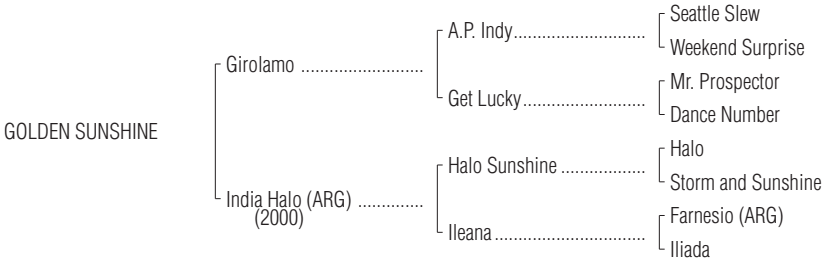 Seattle Slew
A.P. Indy..............................
Weekend Surprise
Girolamo ...........................
Mr. Prospector
Get Lucky............................
Dance Number
GOLDEN SUNSHINE
Halo
Halo Sunshine ...................
Storm and Sunshine
India Halo (ARG) ..............
(2000)
Farnesio (ARG)
Ileana..................................
Iliada